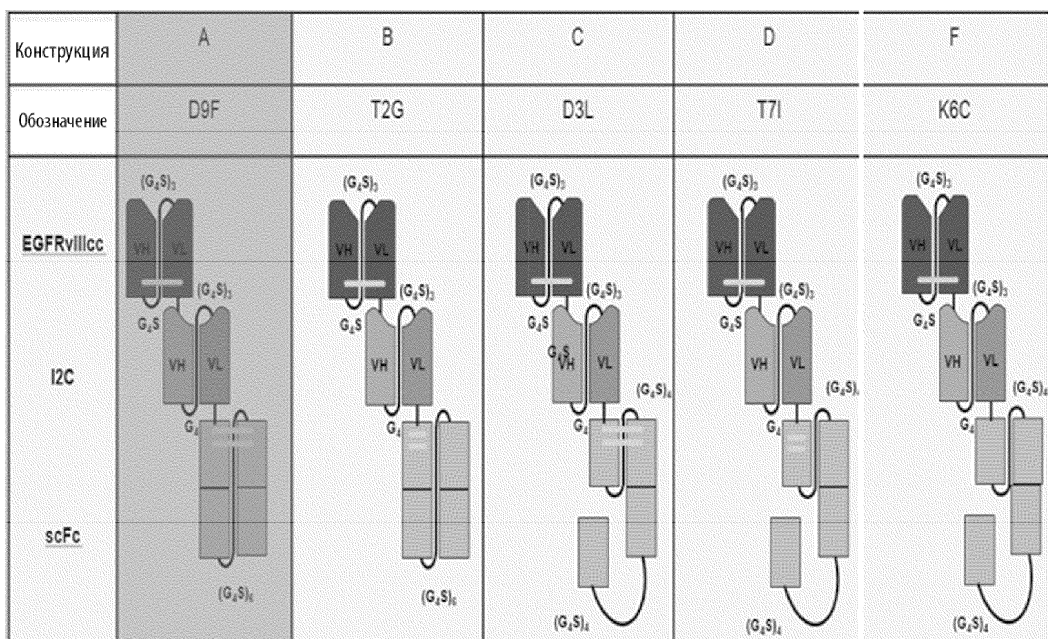 Конструкция A B C D F
Обозначение D9F T2G D3L T7I K6C
(G₄S)₃ (G₄S)₃ (G₄S)₃ (G₄S)₃ (G₄S)₃
EGFRvIIIcc VH VL VH VL VH VL VH VL VH VL
(G₄S)₃ (G₄S)₃ (G₄S)₃ (G₄S)₃ (G₄S)₃
G₄S G₄S G₄S G₄S G₄S
G₄S
I2C VH VL VH VL VH VL VH VL VH VL
(G₄S)₄ (G₄S)₄ (G₄S)₄
G₄ G₄ G₄ G₄ G₄
scFc
(G₄S)₆ (G₄S)₆ (G₄S)₄ (G₄S)₄ (G₄S)₄